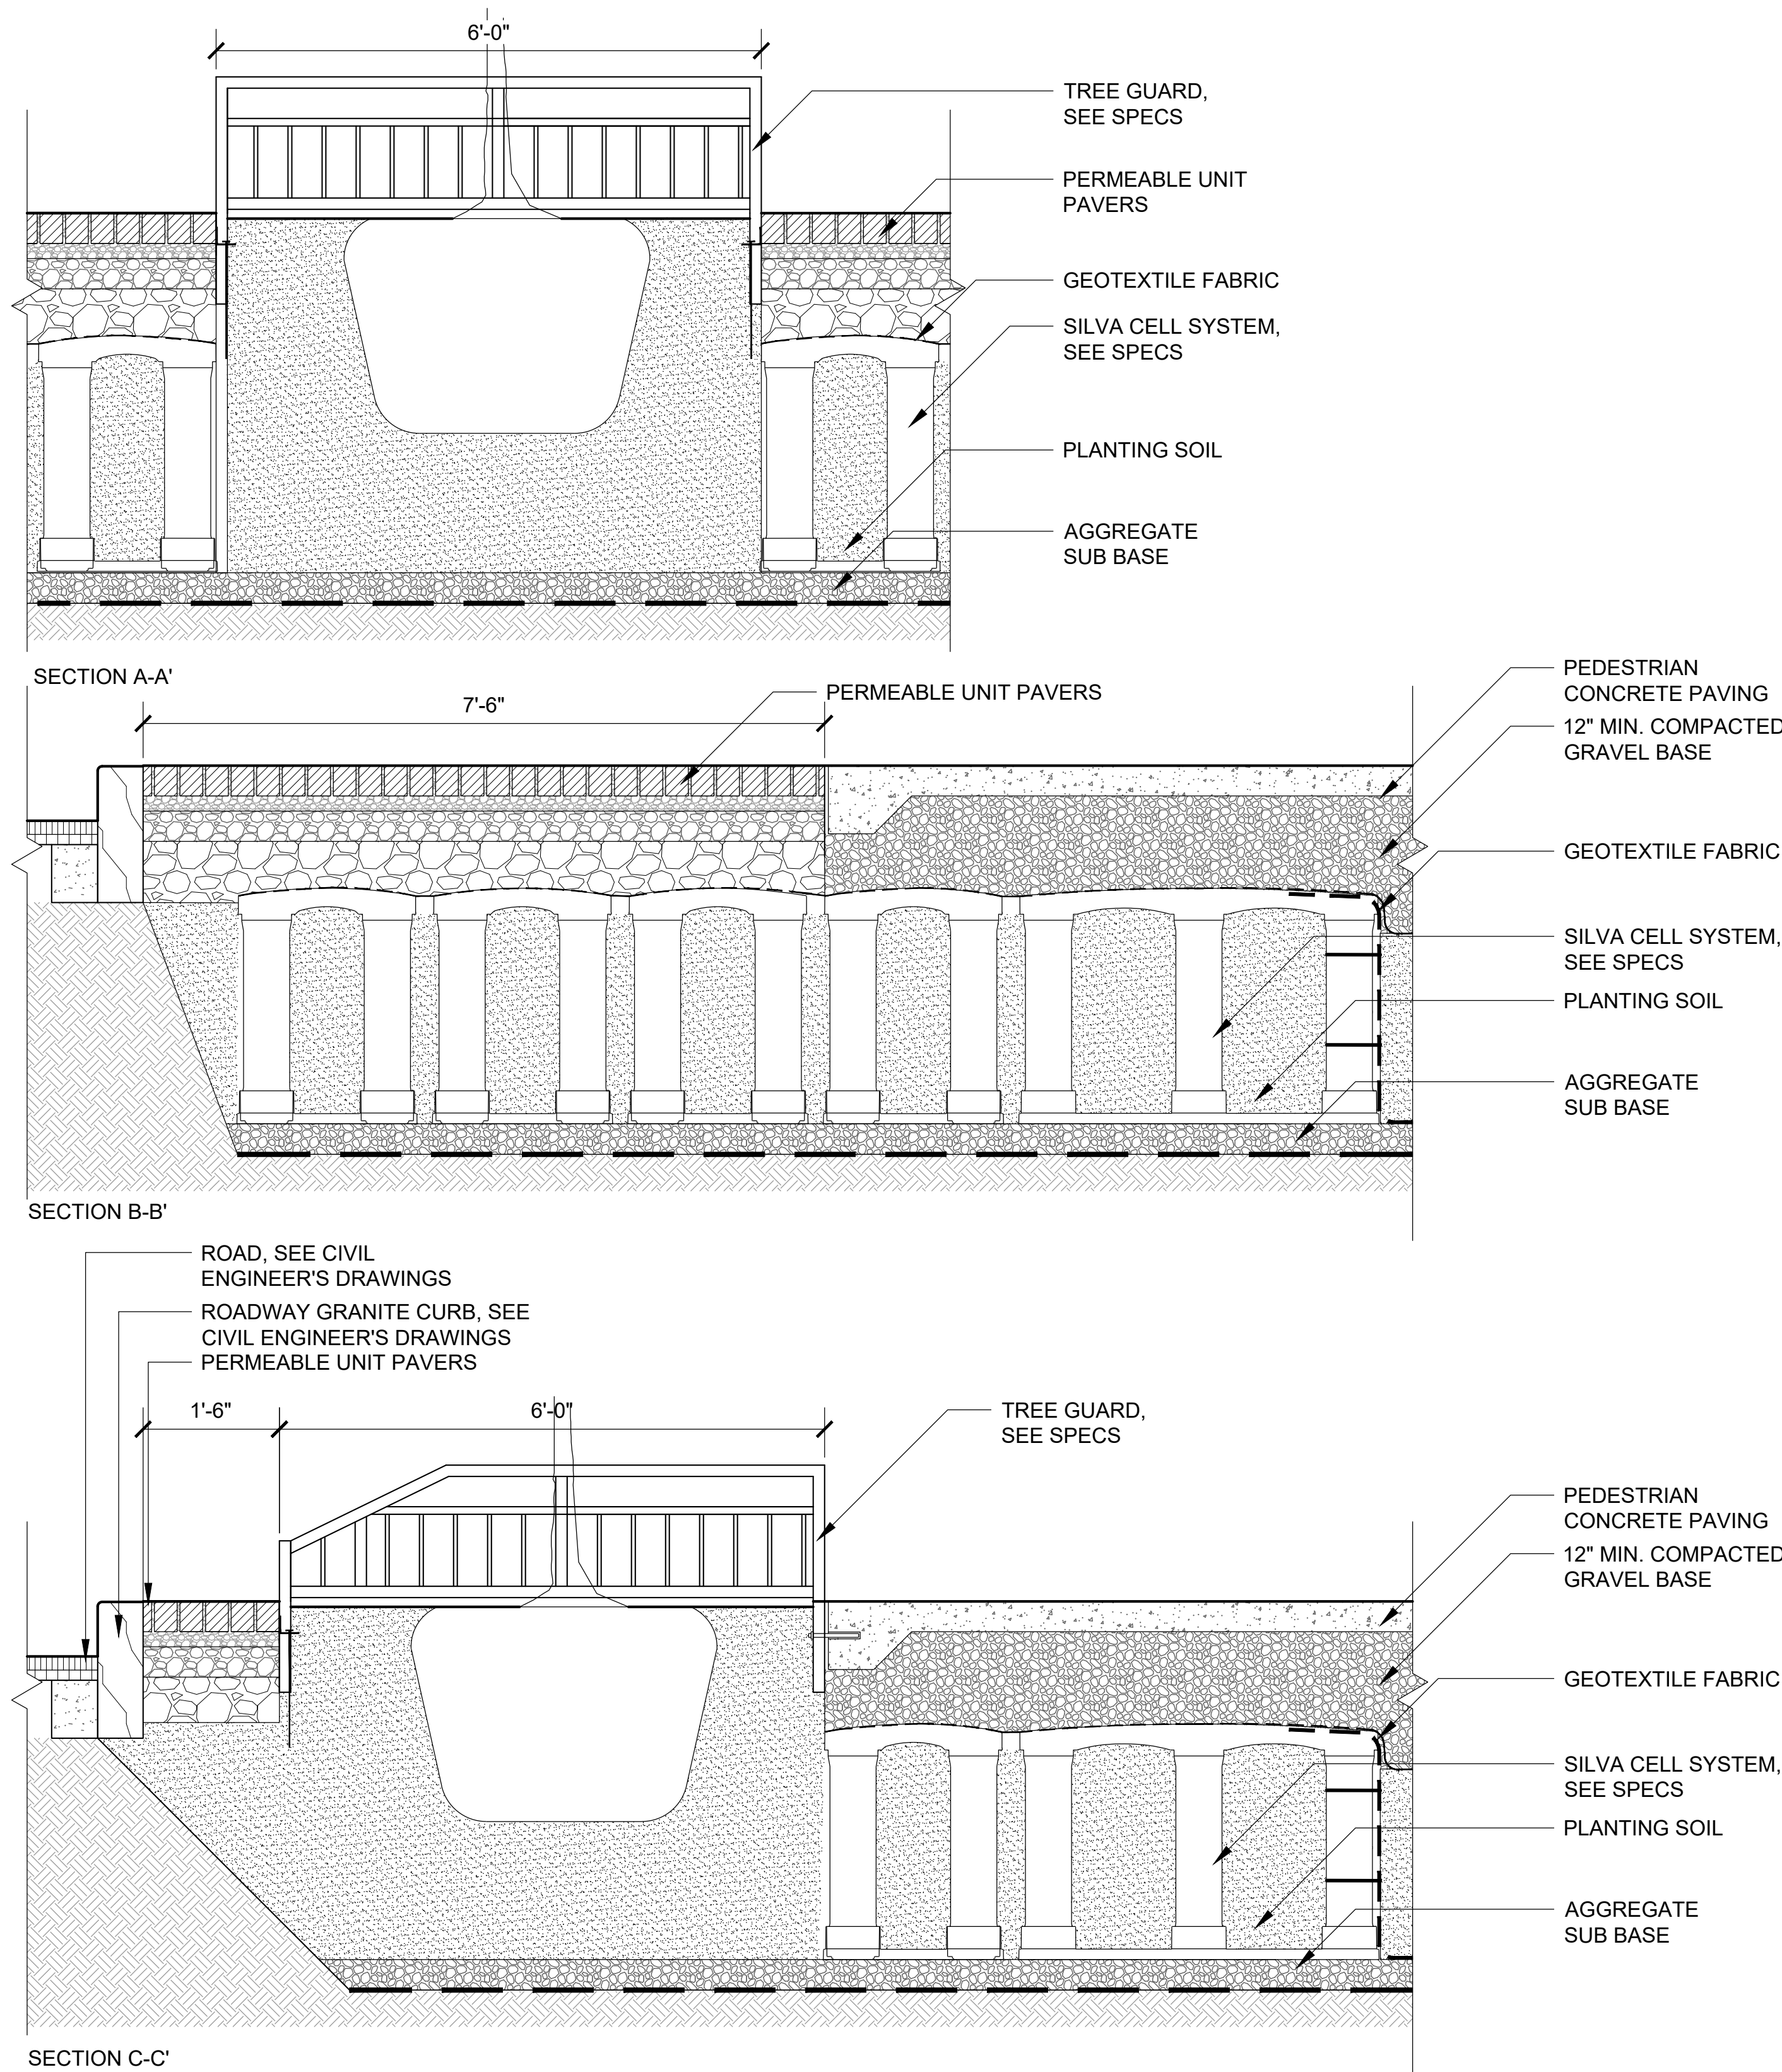 6'-0"
TREE GUARD,
SEE SPECS
PERMEABLE UNIT
PAVERS
GEOTEXTILE FABRIC
SILVA CELL SYSTEM,
SEE SPECS
PLANTING SOIL
AGGREGATE
SUB BASE
SECTION A-A'
7'-6"
PERMEABLE UNIT PAVERS
PEDESTRIAN
CONCRETE PAVING
12" MIN. COMPACTED
GRAVEL BASE
GEOTEXTILE FABRIC
SILVA CELL SYSTEM,
SEE SPECS
PLANTING SOIL
AGGREGATE
SUB BASE
SECTION B-B'
ROAD, SEE CIVIL
ENGINEER'S DRAWINGS
ROADWAY GRANITE CURB, SEE
CIVIL ENGINEER'S DRAWINGS
PERMEABLE UNIT PAVERS
1'-6"
6'-0"
TREE GUARD,
SEE SPECS
PEDESTRIAN
CONCRETE PAVING
12" MIN. COMPACTED
GRAVEL BASE
GEOTEXTILE FABRIC
SILVA CELL SYSTEM,
SEE SPECS
PLANTING SOIL
AGGREGATE
SUB BASE
SECTION C-C'